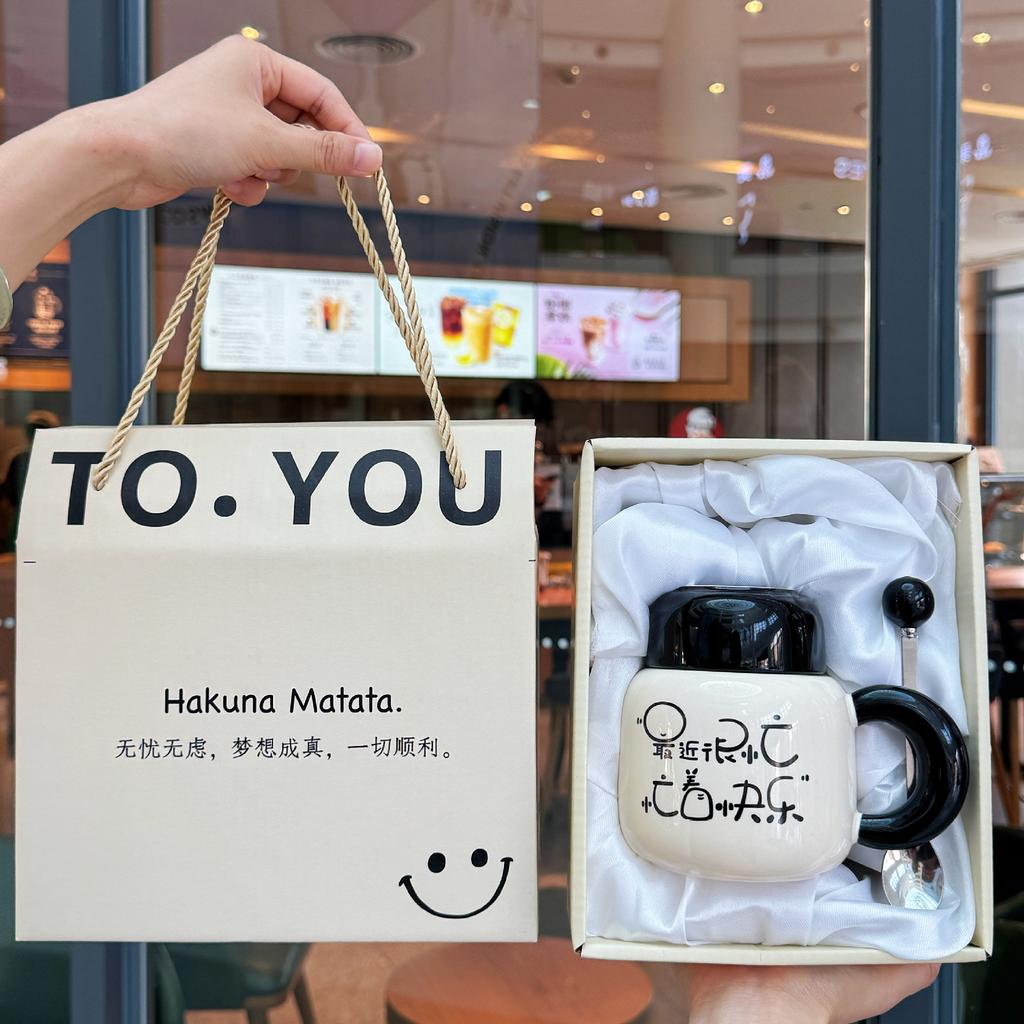 TO. YOU
Hakuna Matata.
无忧无虑，梦想成真，一切顺利。
"最近很忙
忙着快乐"